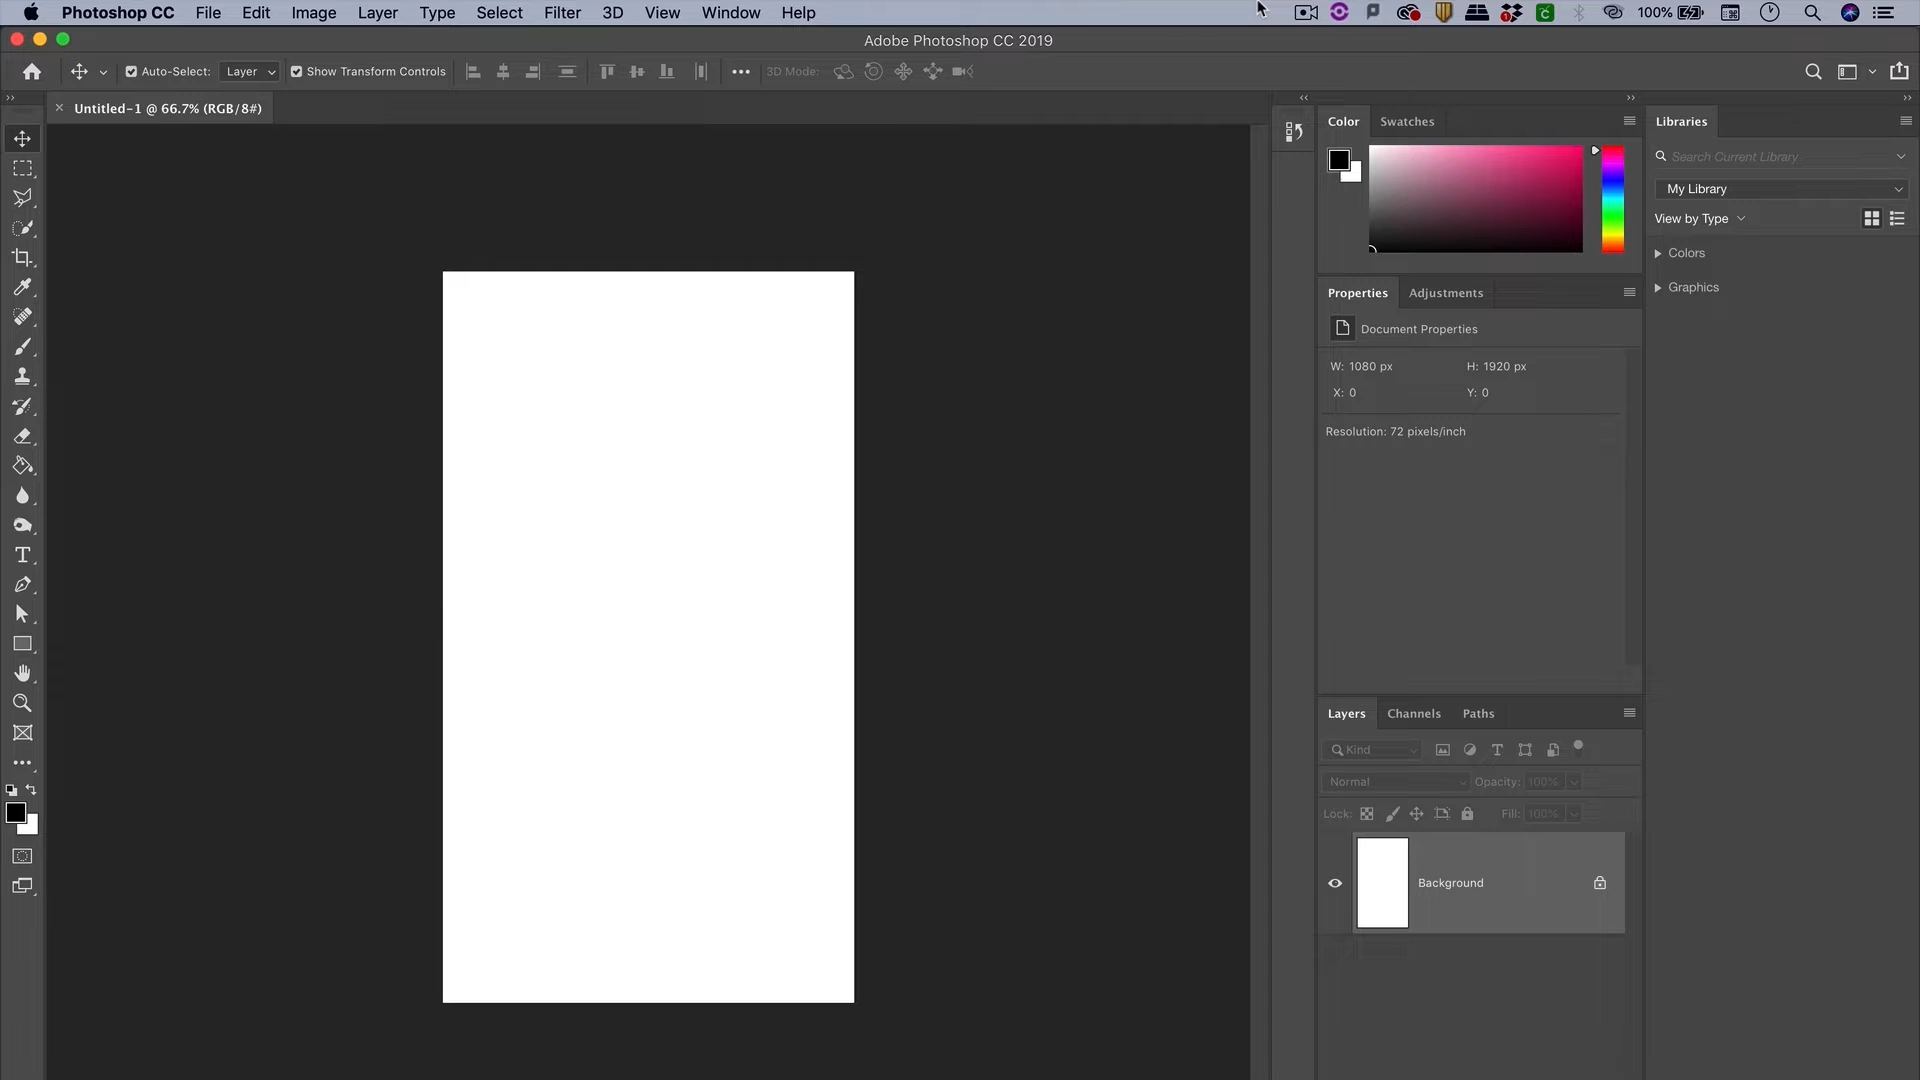 Photoshop CC File Edit Image Layer Type Select Filter 3D View Window Help 100%
Adobe Photoshop CC 2019
Auto-Select: Layer Show Transform Controls 3D Mode:
Untitled-1 @ 66.7% (RGB/8#)
Color Swatches
Libraries
Search Current Library
My Library
View by Type
Colors
Graphics
Properties Adjustments
Document Properties
W: 1080 px H: 1920 px
X: 0 Y: 0
Resolution: 72 pixels/inch
Layers Channels Paths
Kind
Normal Opacity: 100%
Lock: Fill: 100%
Background